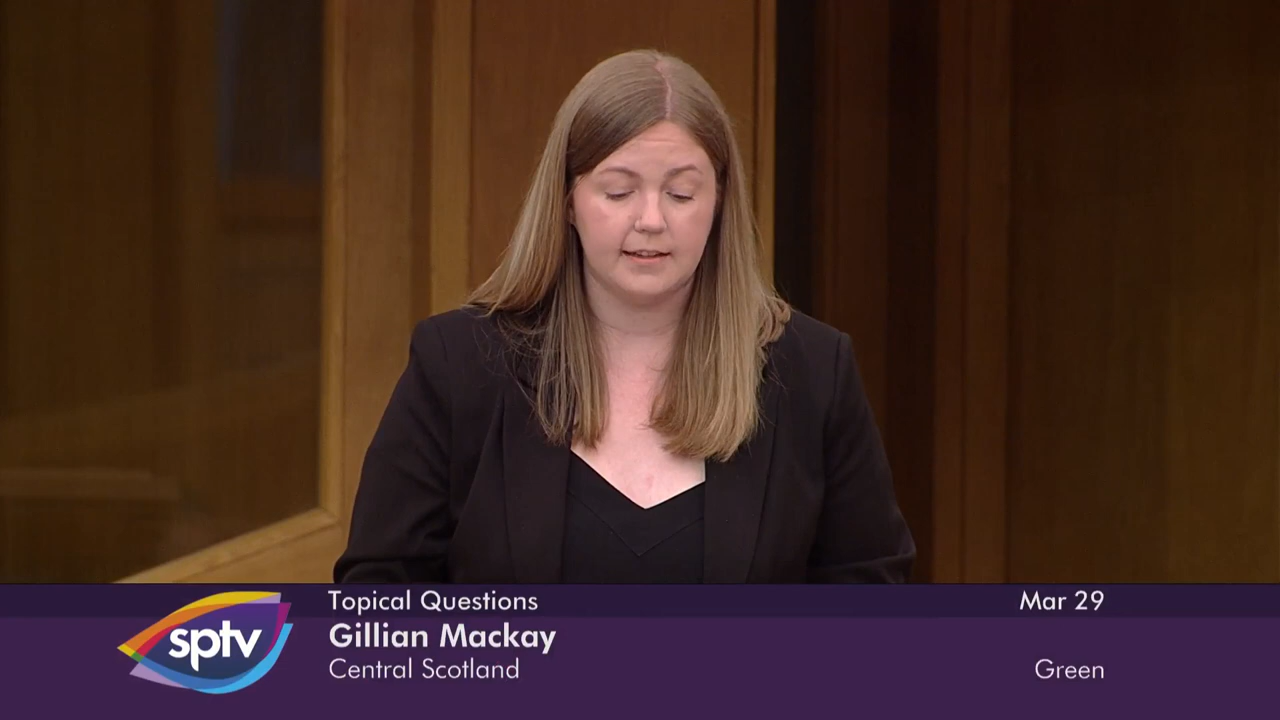 Topical Questions
Mar 29
sptv
Gillian Mackay
Central Scotland
Green